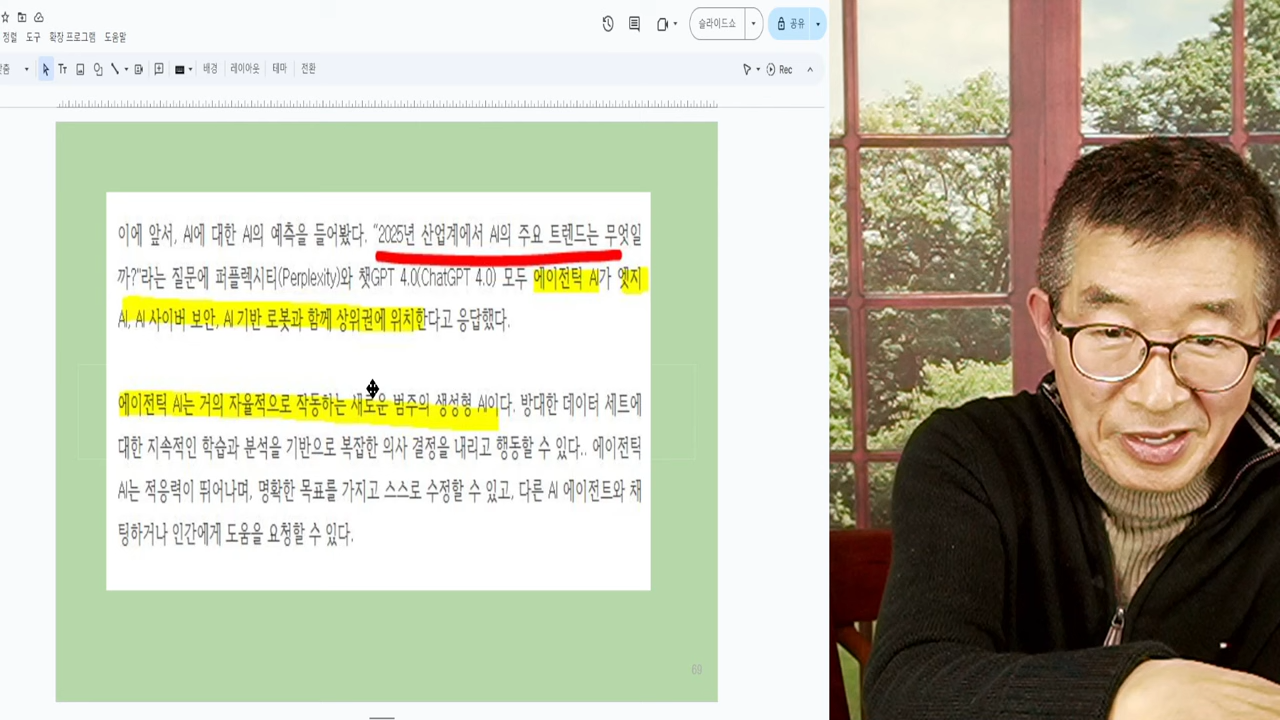 정렬 도구 확장 프로그램 도움말
슬라이드쇼
공유
배경 레이아웃 테마 전환
Rec
이에 앞서, AI에 대한 AI의 예측을 들어봤다. “2025년 산업계에서 AI의 주요 트렌드는 무엇일
까?”라는 질문에 퍼플렉시티(Perplexity)와 챗GPT 4.0(ChatGPT 4.0) 모두 에이전틱 AI가 엣지
AI, AI 사이버 보안, AI 기반 로봇과 함께 상위권에 위치한다고 응답했다.
에이전틱 AI는 거의 자율적으로 작동하는 새로운 범주의 생성형 AI이다. 방대한 데이터 세트에
대한 지속적인 학습과 분석을 기반으로 복잡한 의사 결정을 내리고 행동할 수 있다.. 에이전틱
AI는 적응력이 뛰어나며, 명확한 목표를 가지고 스스로 수정할 수 있고, 다른 AI 에이전트와 채
팅하거나 인간에게 도움을 요청할 수 있다.
69